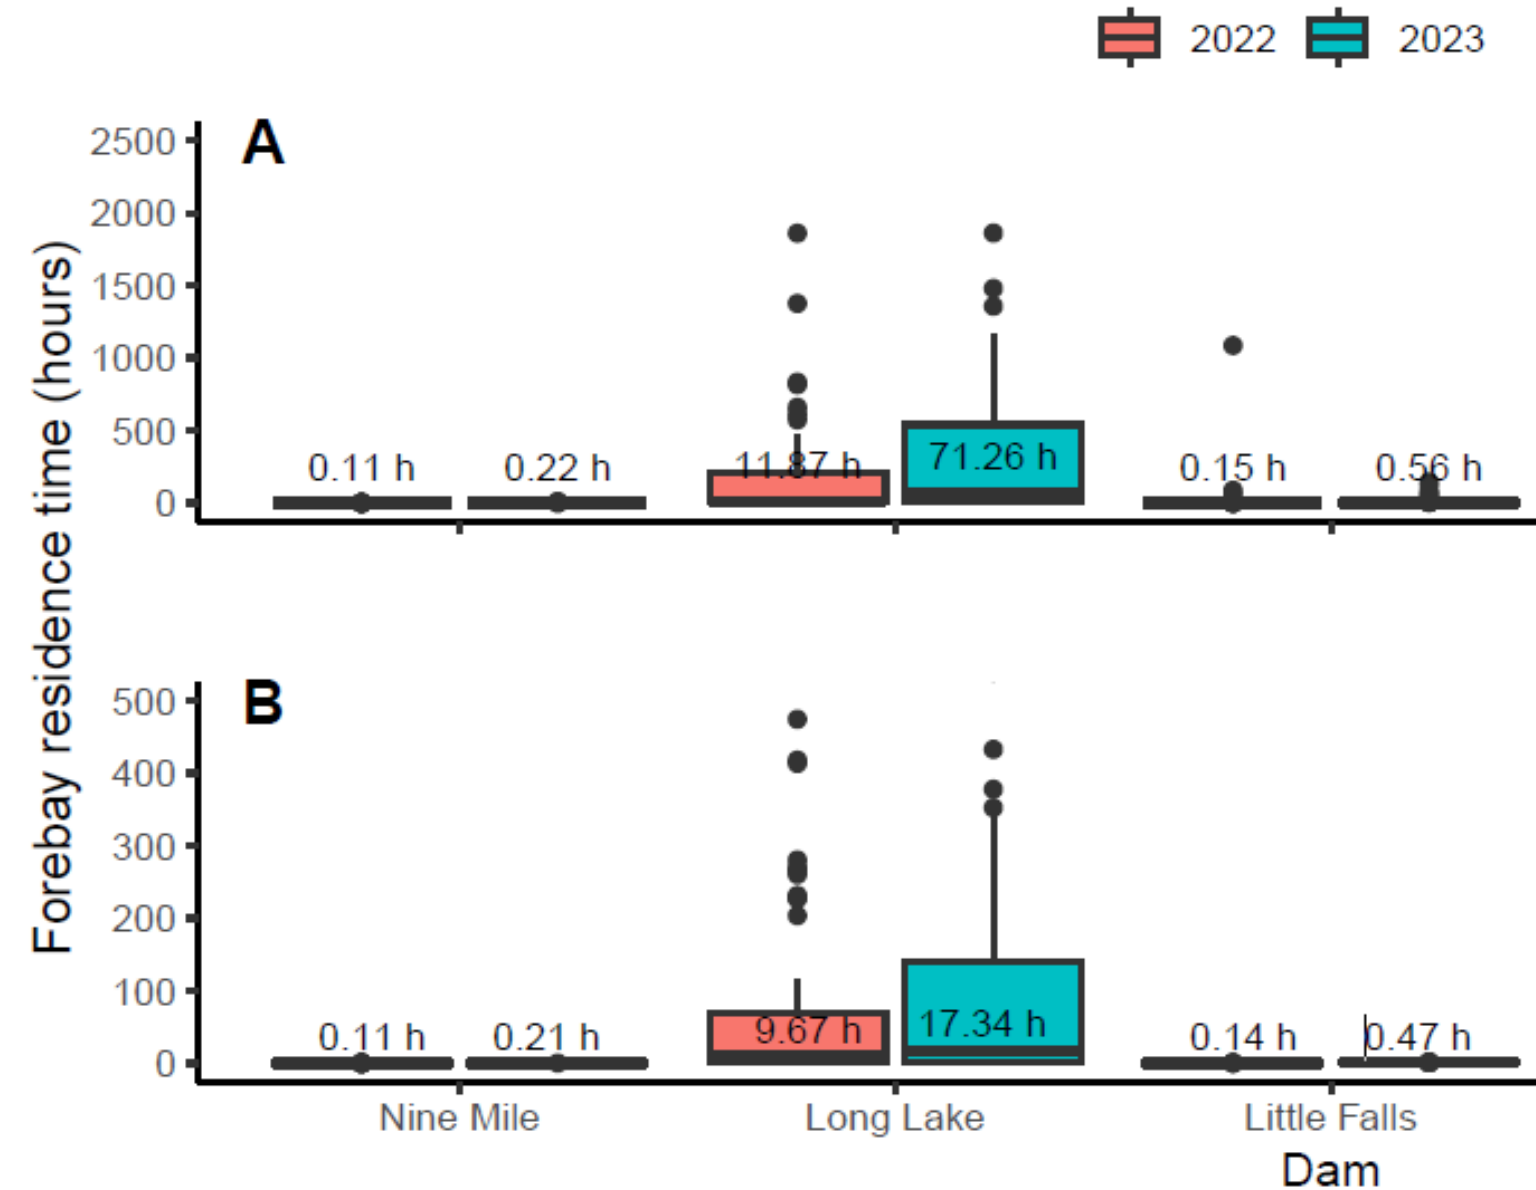 2022 2023
A
2500
2000
1500
1000
500
0
0.11 h 0.22 h 11.87 h 71.26 h 0.15 h 0.56 h
Forebay residence time (hours)
B
500
400
300
200
100
0
0.11 h 0.21 h 9.67 h 17.34 h 0.14 h 0.47 h
Nine Mile Long Lake Little Falls
Dam